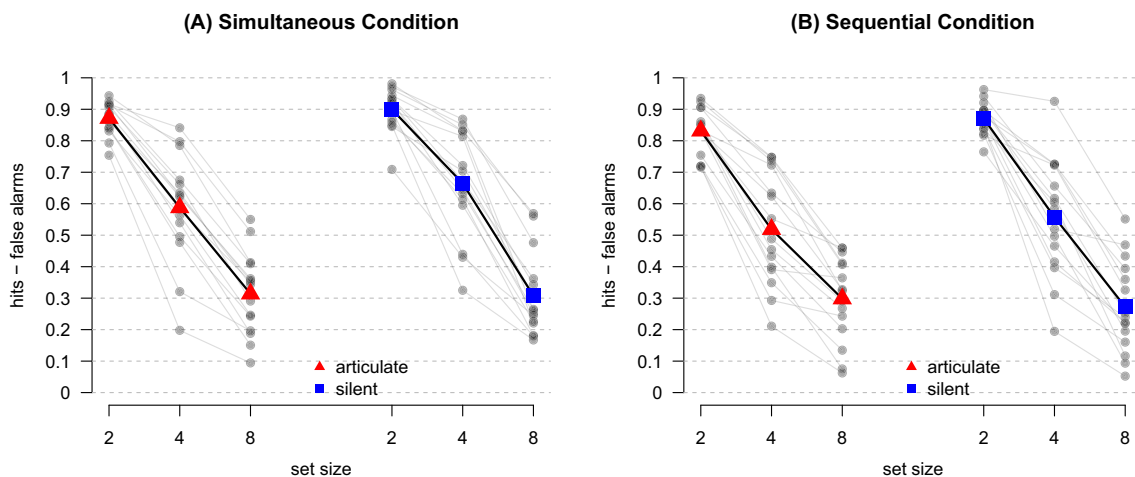 (A) Simultaneous Condition
hits − false alarms
1
0.9
0.8
0.7
0.6
0.5
0.4
0.3
0.2
0.1
0
articulate
silent
2 4 8 2 4 8
set size
(B) Sequential Condition
hits − false alarms
1
0.9
0.8
0.7
0.6
0.5
0.4
0.3
0.2
0.1
0
articulate
silent
2 4 8 2 4 8
set size